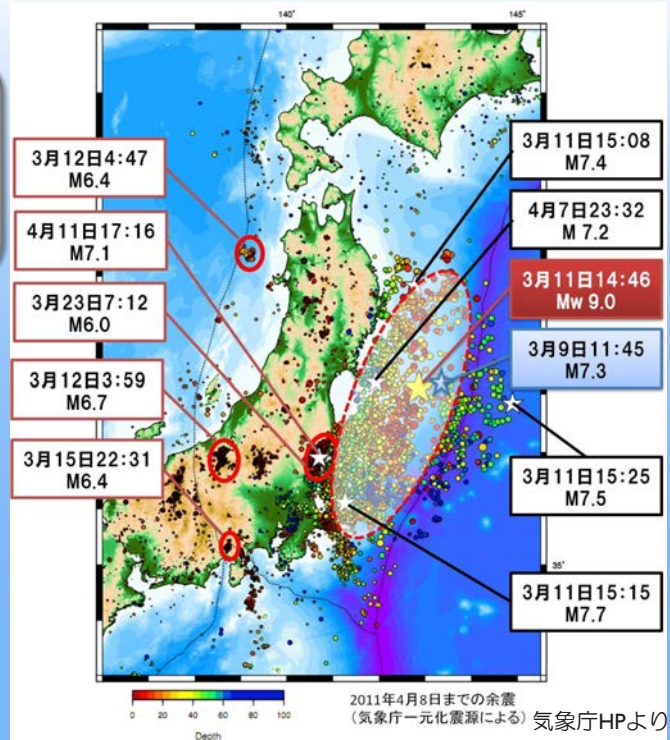 140°
145°
3月12日4:47
M6.4
4月11日17:16
M7.1
3月23日7:12
M6.0
3月12日3:59
M6.7
3月15日22:31
M6.4
3月11日15:08
M7.4
4月7日23:32
M 7.2
3月11日14:46
Mw 9.0
3月9日11:45
M7.3
3月11日15:25
M7.5
35°
3月11日15:15
M7.7
0 20 40 60 80 100
Depth
2011年4月8日までの余震
(気象庁一元化震源による)
気象庁HPより